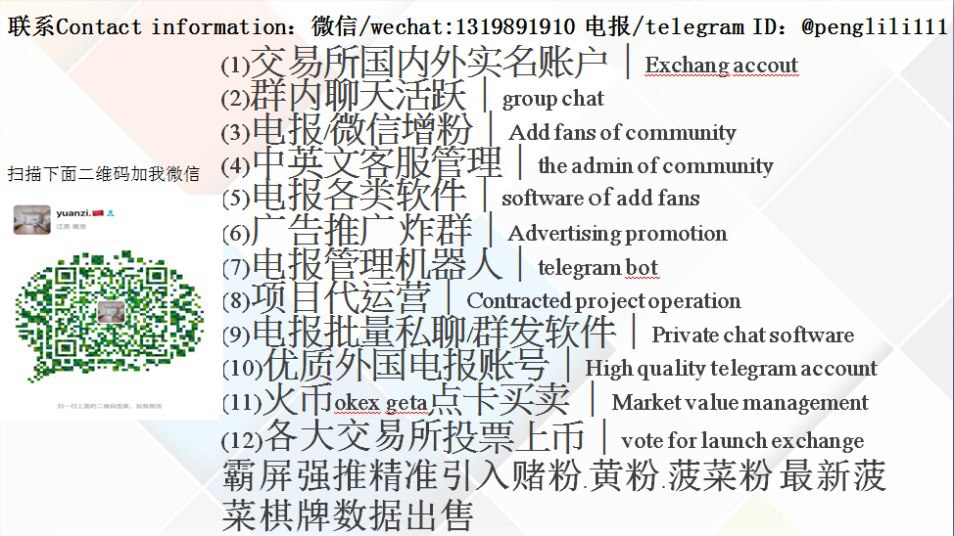 联系Contact information：微信/wechat:1319891910 电报/telegram ID：@penglili111
(1)交易所国内外实名账户｜Exchang accout
(2)群内聊天活跃｜group chat
(3)电报/微信增粉｜Add fans of community
(4)中英文客服管理｜the admin of community
(5)电报各类软件｜software of add fans
(6)广告推广炸群｜Advertising promotion
(7)电报管理机器人｜telegram bot
(8)项目代运营｜Contracted project operation
(9)电报批量私聊/群发软件｜Private chat software
(10)优质外国电报账号｜High quality telegram account
(11)火币okex geta点卡买卖｜Market value management
(12)各大交易所投票上币｜vote for launch exchange
霸屏强推精准引入赌粉.黄粉.菠菜粉 最新菠
菜棋牌数据出售
扫描下面二维码加我微信
yuanzi.
江苏 南京
扫一扫上面的二维码图案，加我微信